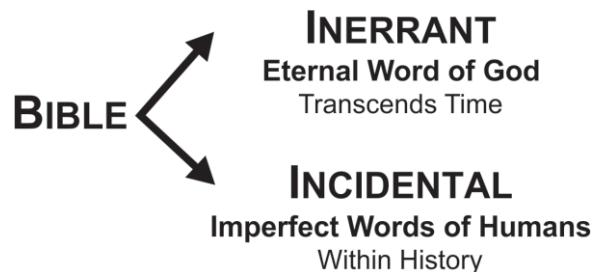 BIBLE
INERRANT
Eternal Word of God
Transcends Time
INCIDENTAL
Imperfect Words of Humans
Within History